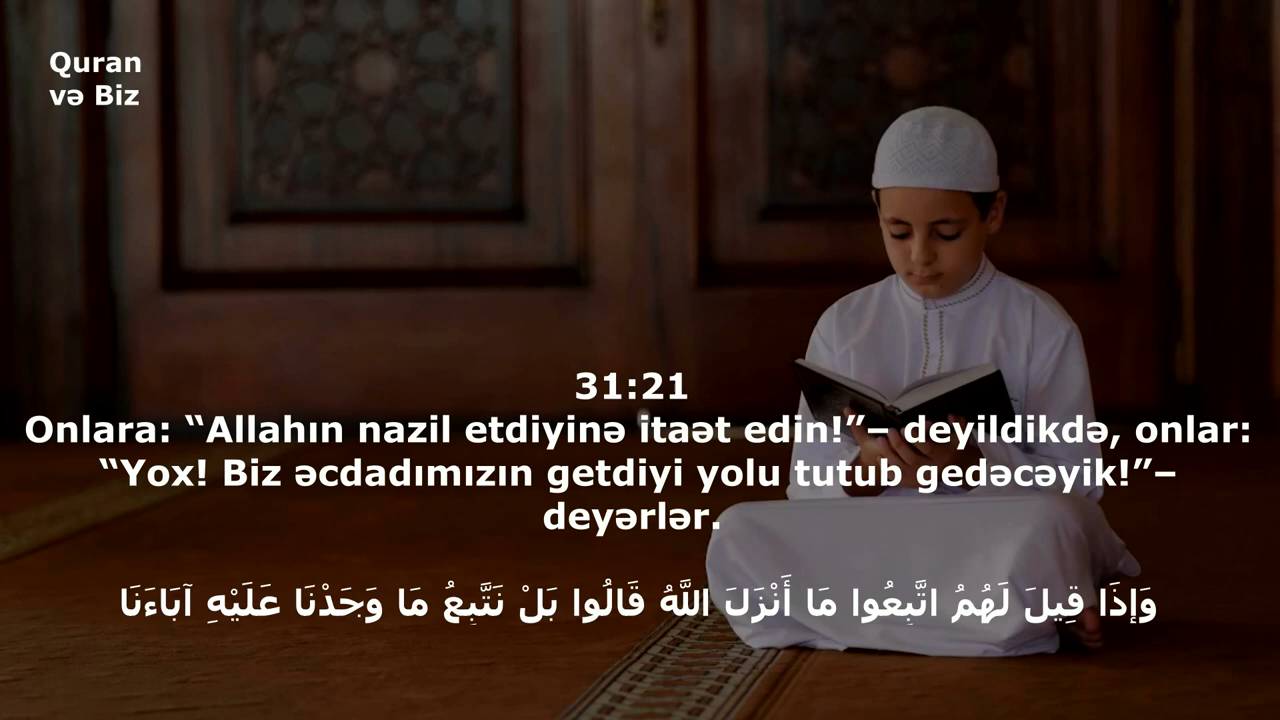 Quran
və Biz
31:21
Onlara: “Allahın nazil etdiyinə itaət edin!”– deyildikdə, onlar:
“Yox! Biz əcdadımızın getdiyi yolu tutub gedəcəyik!”–
deyərlər.
وَإِذَا قِيلَ لَهُمُ اتَّبِعُوا مَا أَنْزَلَ اللَّهُ قَالُوا بَلْ نَتَّبِعُ مَا وَجَدْنَا عَلَيْهِ آبَاءَنَا